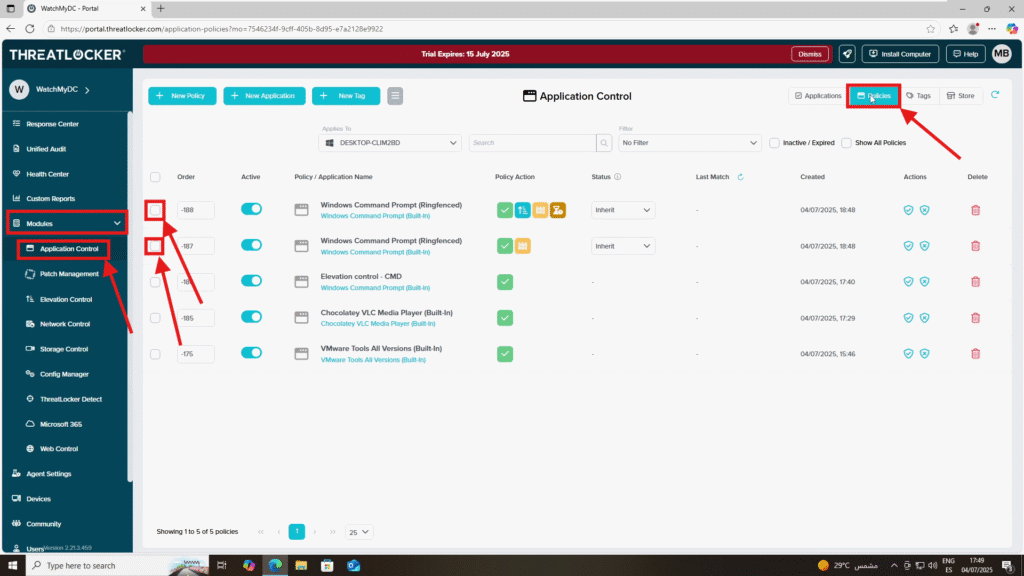 WatchMyDC - Portal
https://portal.threatlocker.com/application-policies?mo=7546234f-9cff-405b-8d95-e7a2128e9922
THREATLOCKER
Trial Expires: 15 July 2025
Dismiss
Install Computer
Help
MB
W WatchMyDC
New Policy
New Application
New Tag
Application Control
Applications
Policies
Tags
Store
Response Center
Unified Audit
Health Center
Custom Reports
Modules
Application Control
Patch Management
Elevation Control
Network Control
Storage Control
Config Manager
ThreatLocker Detect
Microsoft 365
Web Control
Agent Settings
Devices
Community
Users
Version 2.21.3.459
Applies To
DESKTOP-CLIM2BD
Search
Filter
No Filter
Inactive / Expired
Show All Policies
Order Active Policy / Application Name Policy Action Status Last Match Created Actions Delete
-188 Windows Command Prompt (Ringfenced) Inherit - 04/07/2025, 18:48
Windows Command Prompt (Built-In)
-187 Windows Command Prompt (Ringfenced) Inherit - 04/07/2025, 18:48
Windows Command Prompt (Built-In)
Elevation control - CMD - - 04/07/2025, 17:40
Windows Command Prompt (Built-In)
-185 Chocolatey VLC Media Player (Built-In) - - 04/07/2025, 17:29
Chocolatey VLC Media Player (Built-In)
-175 VMware Tools All Versions (Built-In) - - 04/07/2025, 15:46
VMware Tools All Versions (Built-In)
Showing 1 to 5 of 5 policies
1
25
Type here to search
29°C مشمس
ENG
ES
17:49
04/07/2025